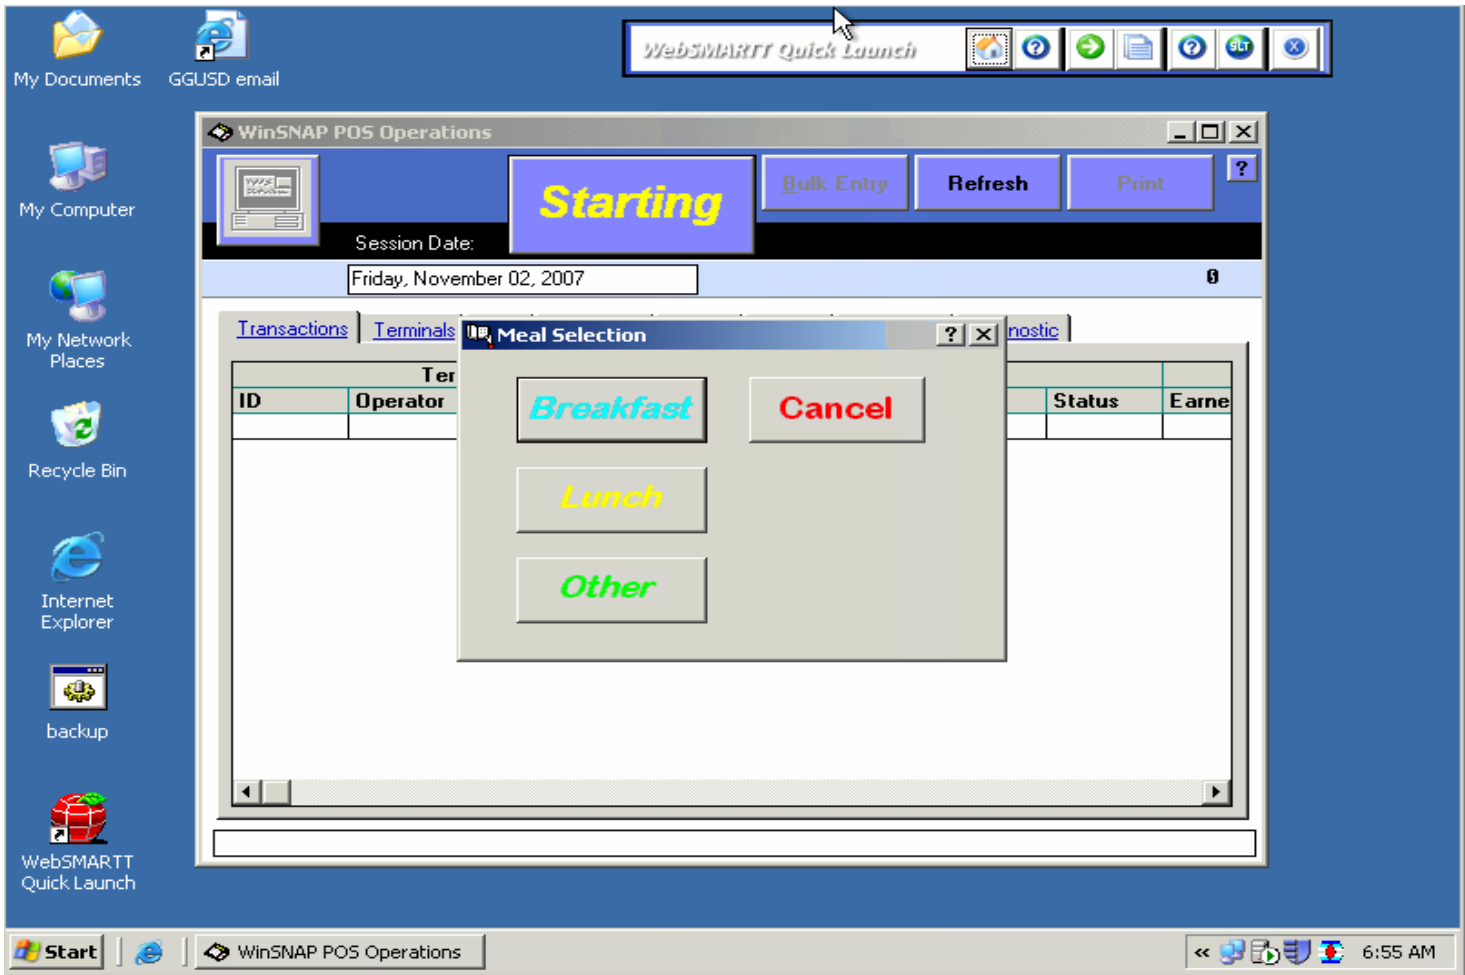 My Documents
GGUSD email
WebSMARTT Quick Launch
SLT
My Computer
My Network
Places
Recycle Bin
Internet
Explorer
backup
WebSMARTT
Quick Launch
WinSNAP POS Operations
Starting
Bulk Entry
Refresh
Print
?
Session Date:
Friday, November 02, 2007
Transactions
Terminals
nostic
Ter
ID
Operator
Status
Earne
Meal Selection
?
Breakfast
Cancel
Lunch
Other
Start
WinSNAP POS Operations
6:55 AM